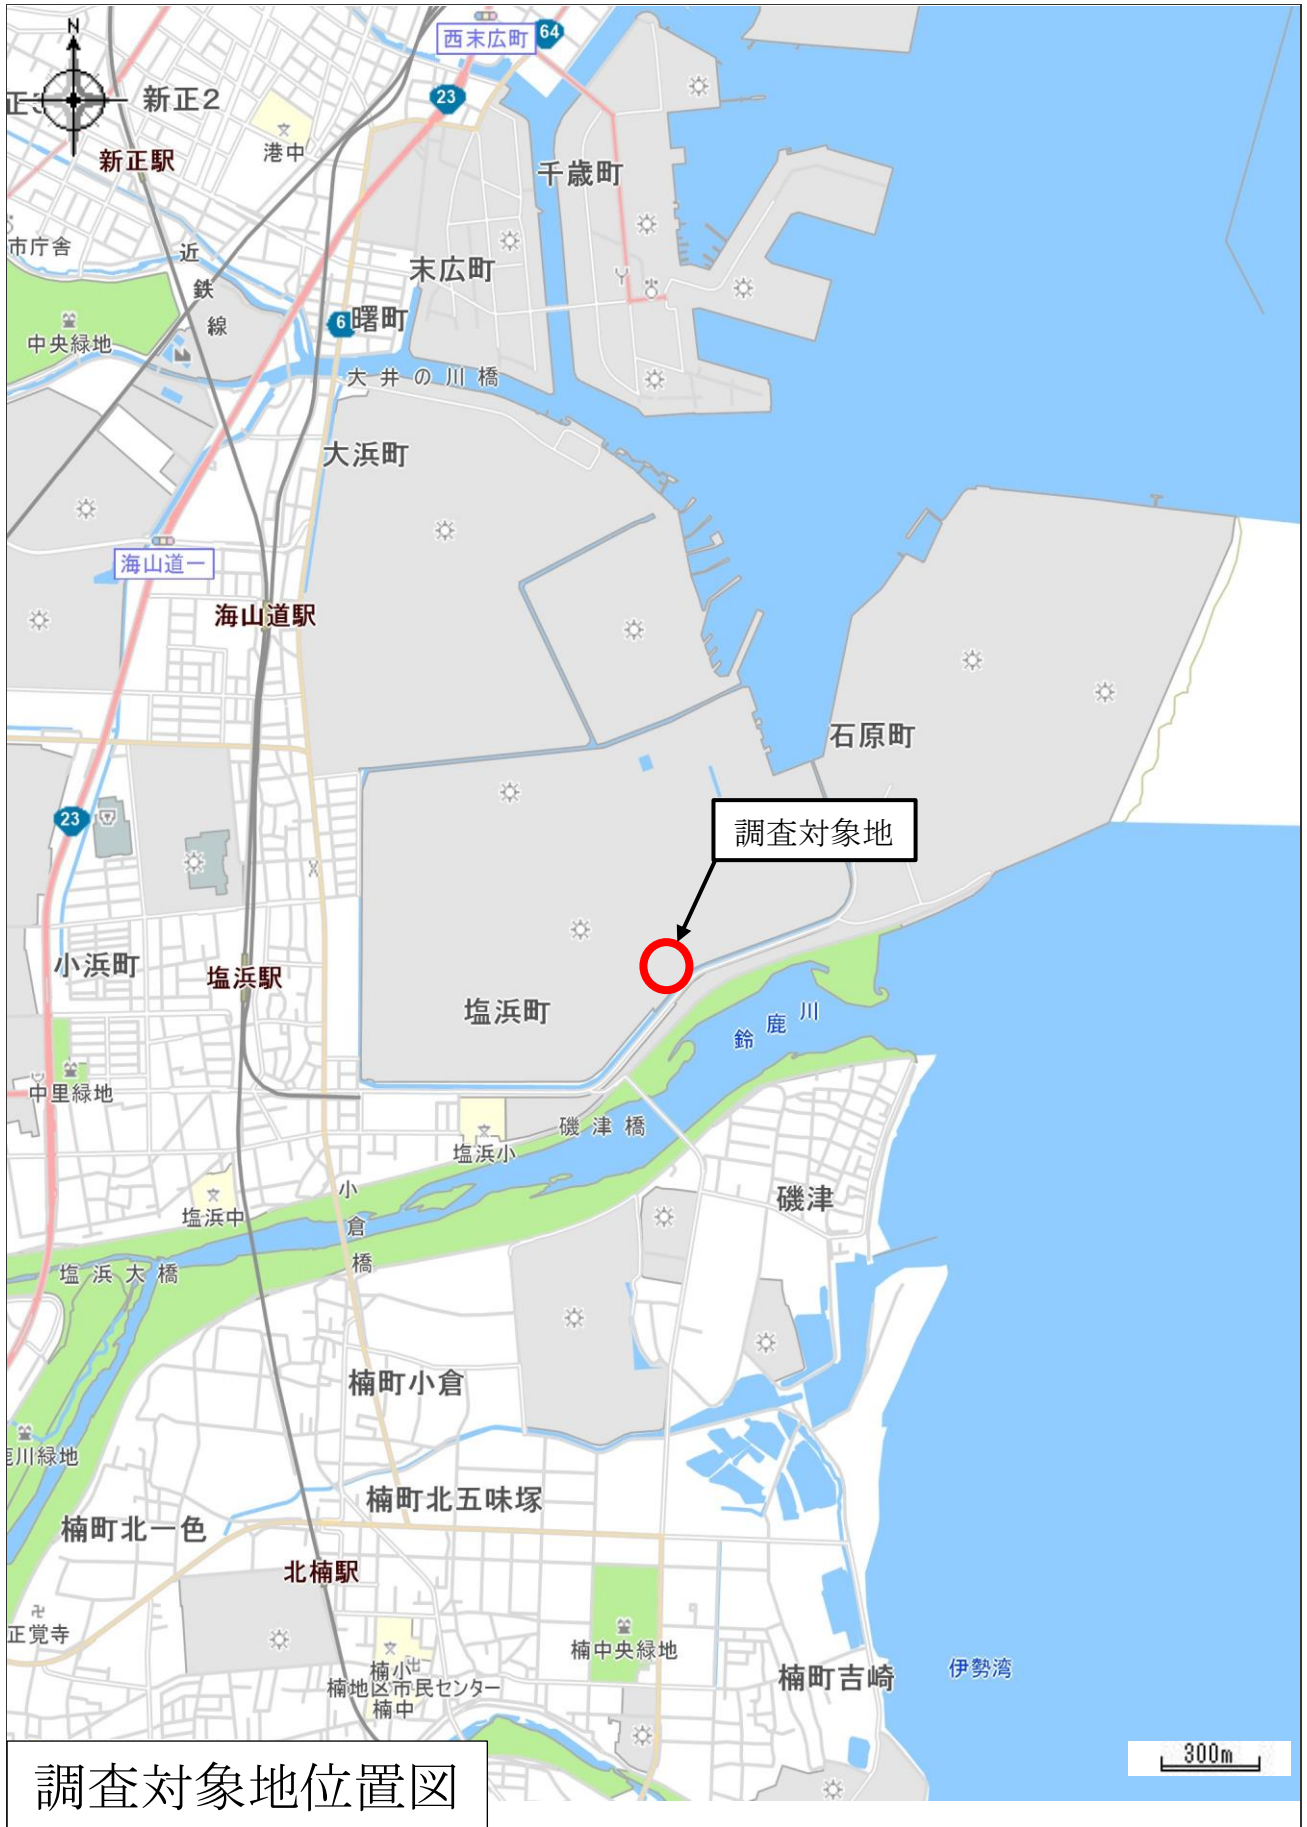 N
西末広町
64
正3
新正2
23
港中
新正駅
千歳町
市庁舎
近鉄線
末広町
6
曙町
中央緑地
大井の川橋
大浜町
海山道一
海山道駅
石原町
23
調査対象地
小浜町
塩浜駅
塩浜町
鈴鹿川
中里緑地
磯津橋
塩浜小
小倉橋
磯津
塩浜中
塩浜大橋
楠町小倉
鹿川緑地
楠町北五味塚
楠町北一色
北楠駅
正覚寺
楠小
楠中央緑地
楠地区市民センター
楠中
楠町吉崎
伊勢湾
300m
調査対象地位置図